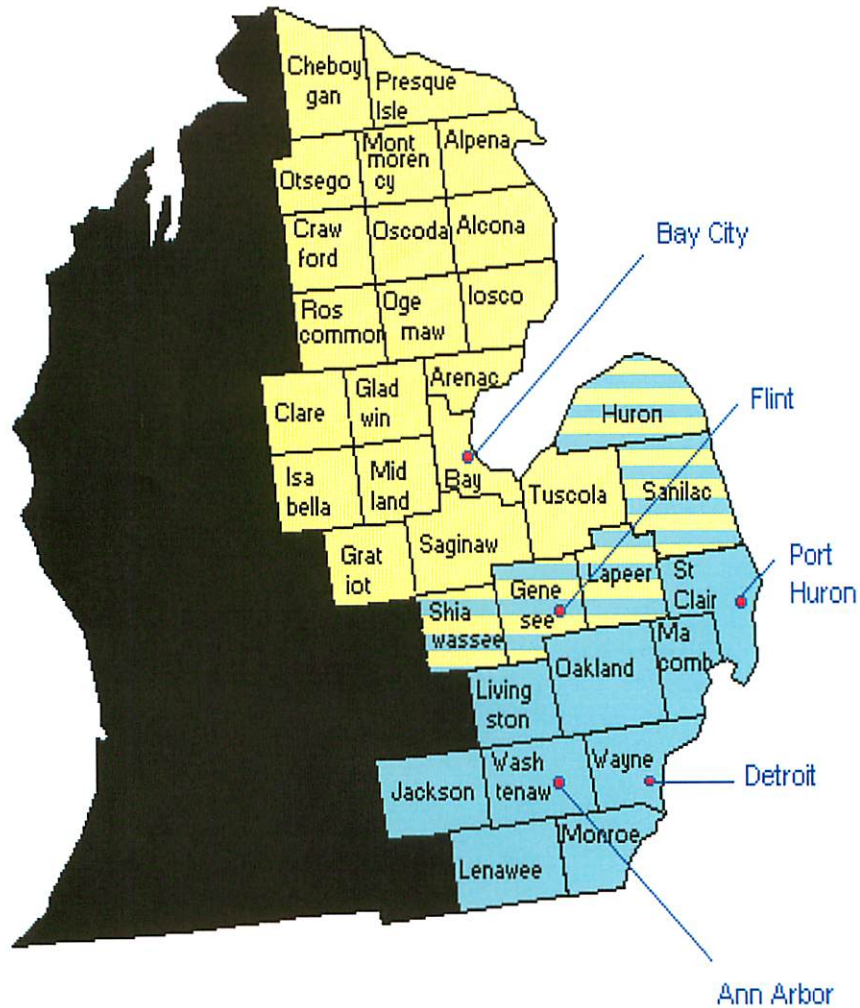 Cheboy
gan
Presque
Isle
Otsego
Mont
moren
cy
Alpena
Craw
ford
Oscoda
Alcona
Ros
common
Oge
maw
Iosco
Bay City
Clare
Glad
win
Arenac
Isa
bella
Mid
land
Bay
Huron
Flint
Grat
iot
Saginaw
Tuscola
Sanilac
Shia
wassee
Gene
see
Lapeer
St
Clair
Port
Huron
Living
ston
Oakland
Ma
comb
Jackson
Wash
tenaw
Wayne
Detroit
Lenawee
Monroe
Ann Arbor